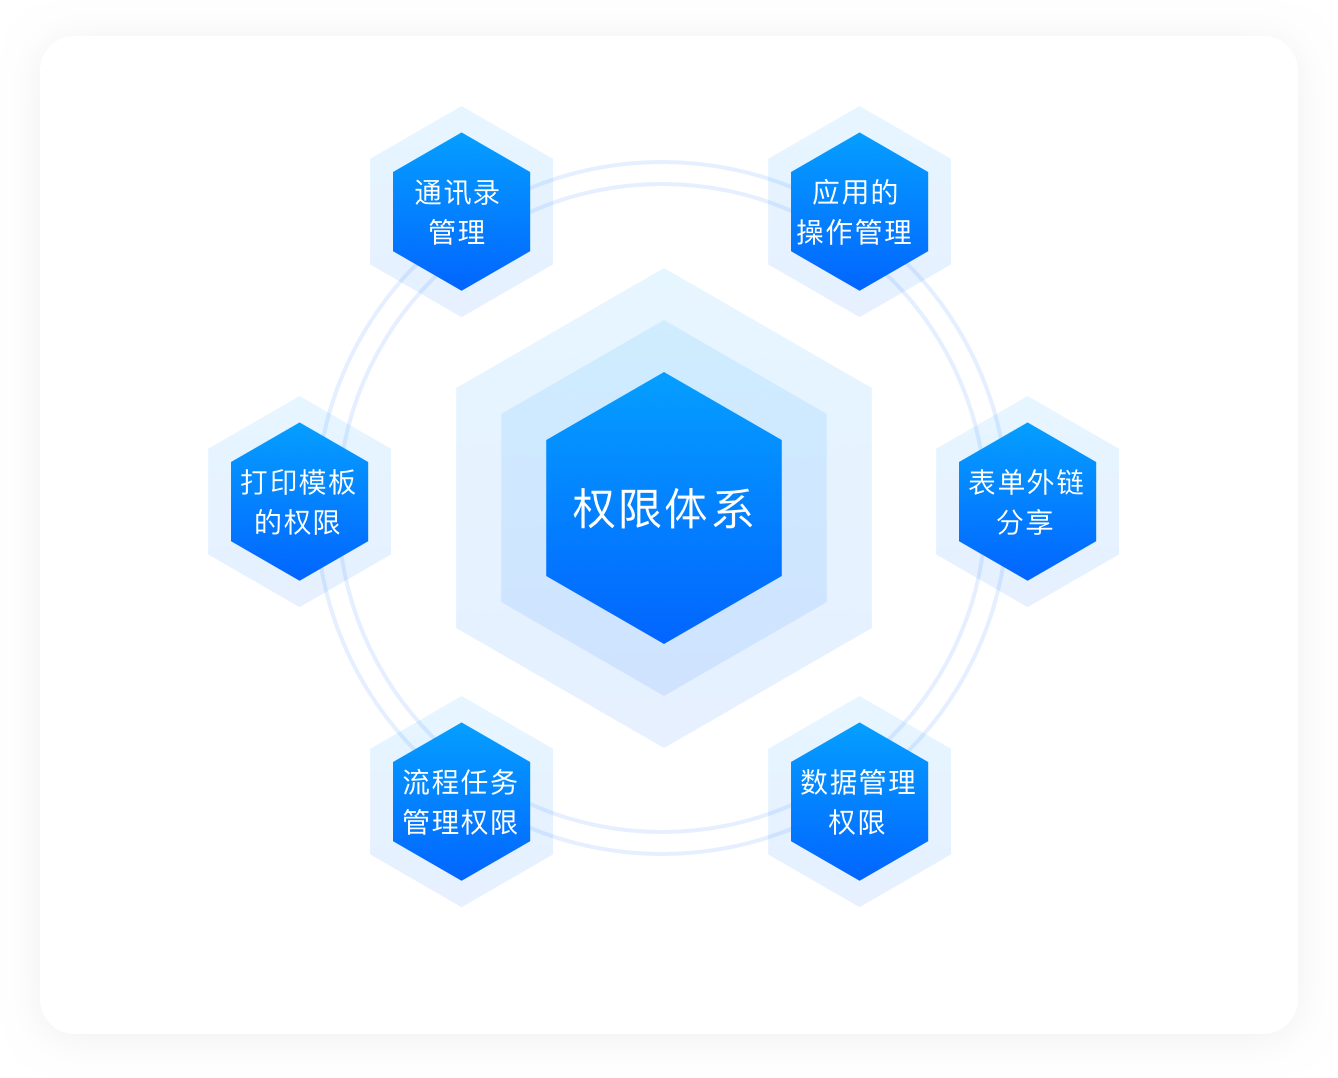 通讯录
管理
应用的
操作管理
打印模板
的权限
权限体系
表单外链
分享
流程任务
管理权限
数据管理
权限